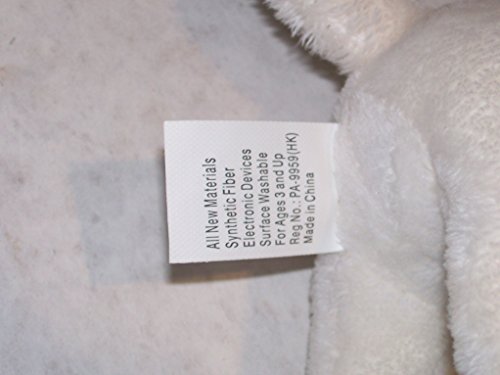 All New Materials
Synthetic Fiber
Electronic Devices
Surface Washable
For Ages 3 and Up
Reg No.: PA-9959(HK)
Made in China